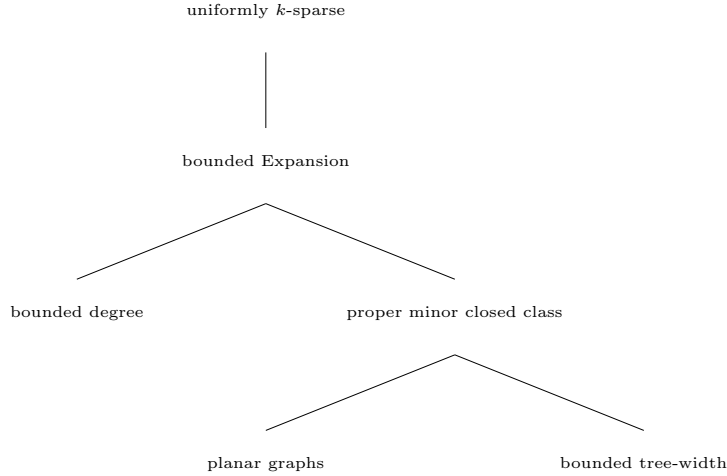 uniformly k-sparse
bounded Expansion
bounded degree
proper minor closed class
planar graphs
bounded tree-width